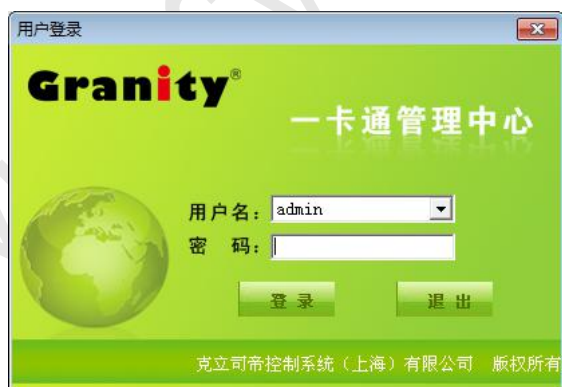 用户登录
Granity®
一卡通管理中心
用户名: admin
密 码:
登 录 退 出
克立司帝控制系统（上海）有限公司 版权所有